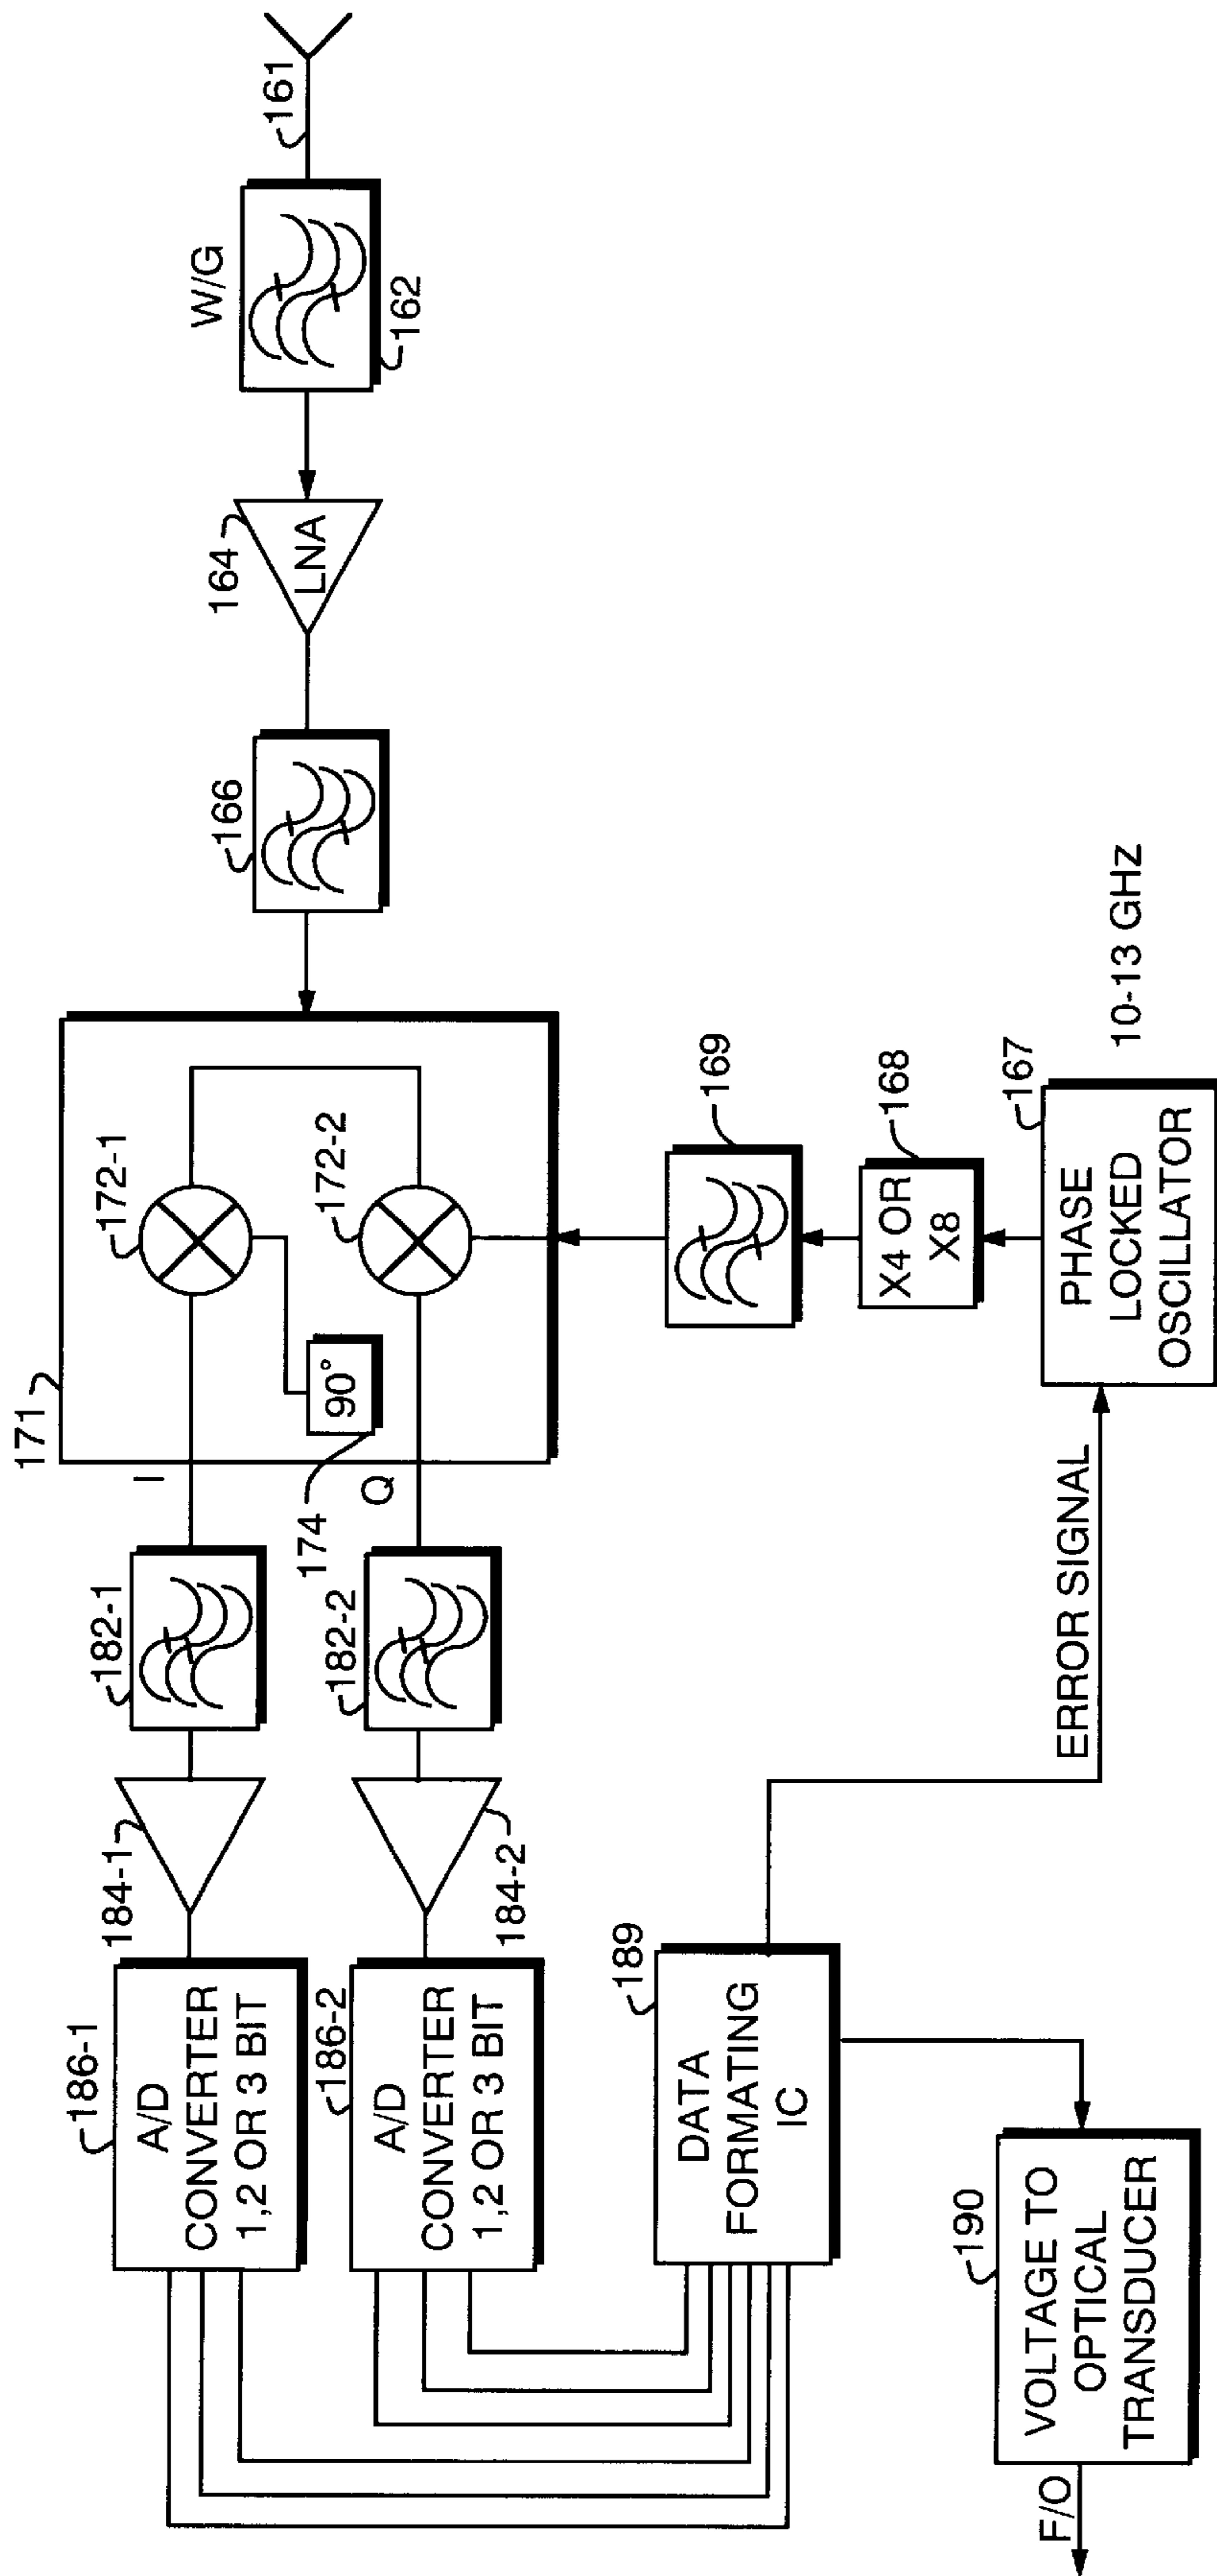 161
W/G
162
164
LNA
166
171
172-1
172-2
90°
174
I
Q
169
168
X4 OR
X8
167
10-13 GHz
PHASE
LOCKED
OSCILLATOR
ERROR SIGNAL
182-1
182-2
184-1
184-2
186-1
A/D
CONVERTER
1,2 OR 3 BIT
186-2
A/D
CONVERTER
1,2 OR 3 BIT
189
DATA
FORMATING
IC
190
VOLTAGE TO
OPTICAL
TRANSDUCER
F/O